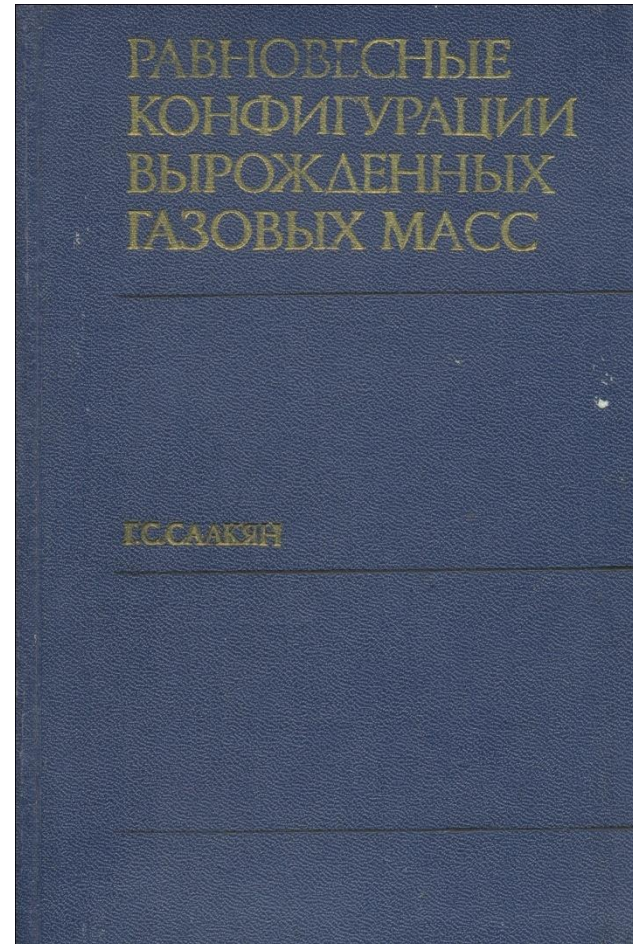 РАВНОВЕСНЫЕ
КОНФИГУРАЦИИ
ВЫРОЖДЕННЫХ
ГАЗОВЫХ МАСС
Г.С.СААКЯН